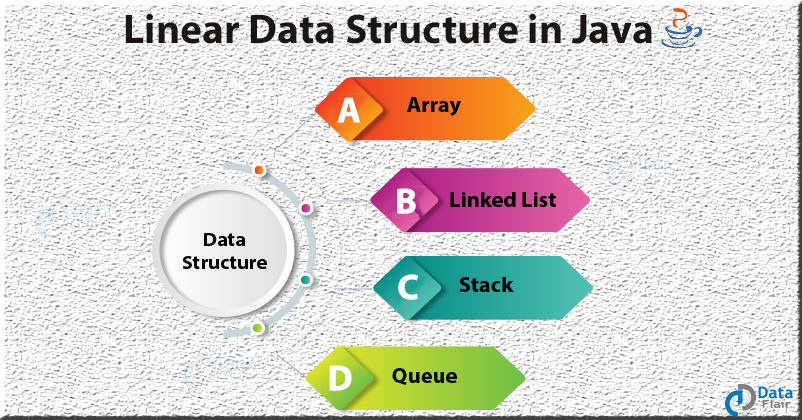 Linear Data Structure in Java
A Array
B Linked List
Data
Structure
C Stack
D Queue
Data
Flair